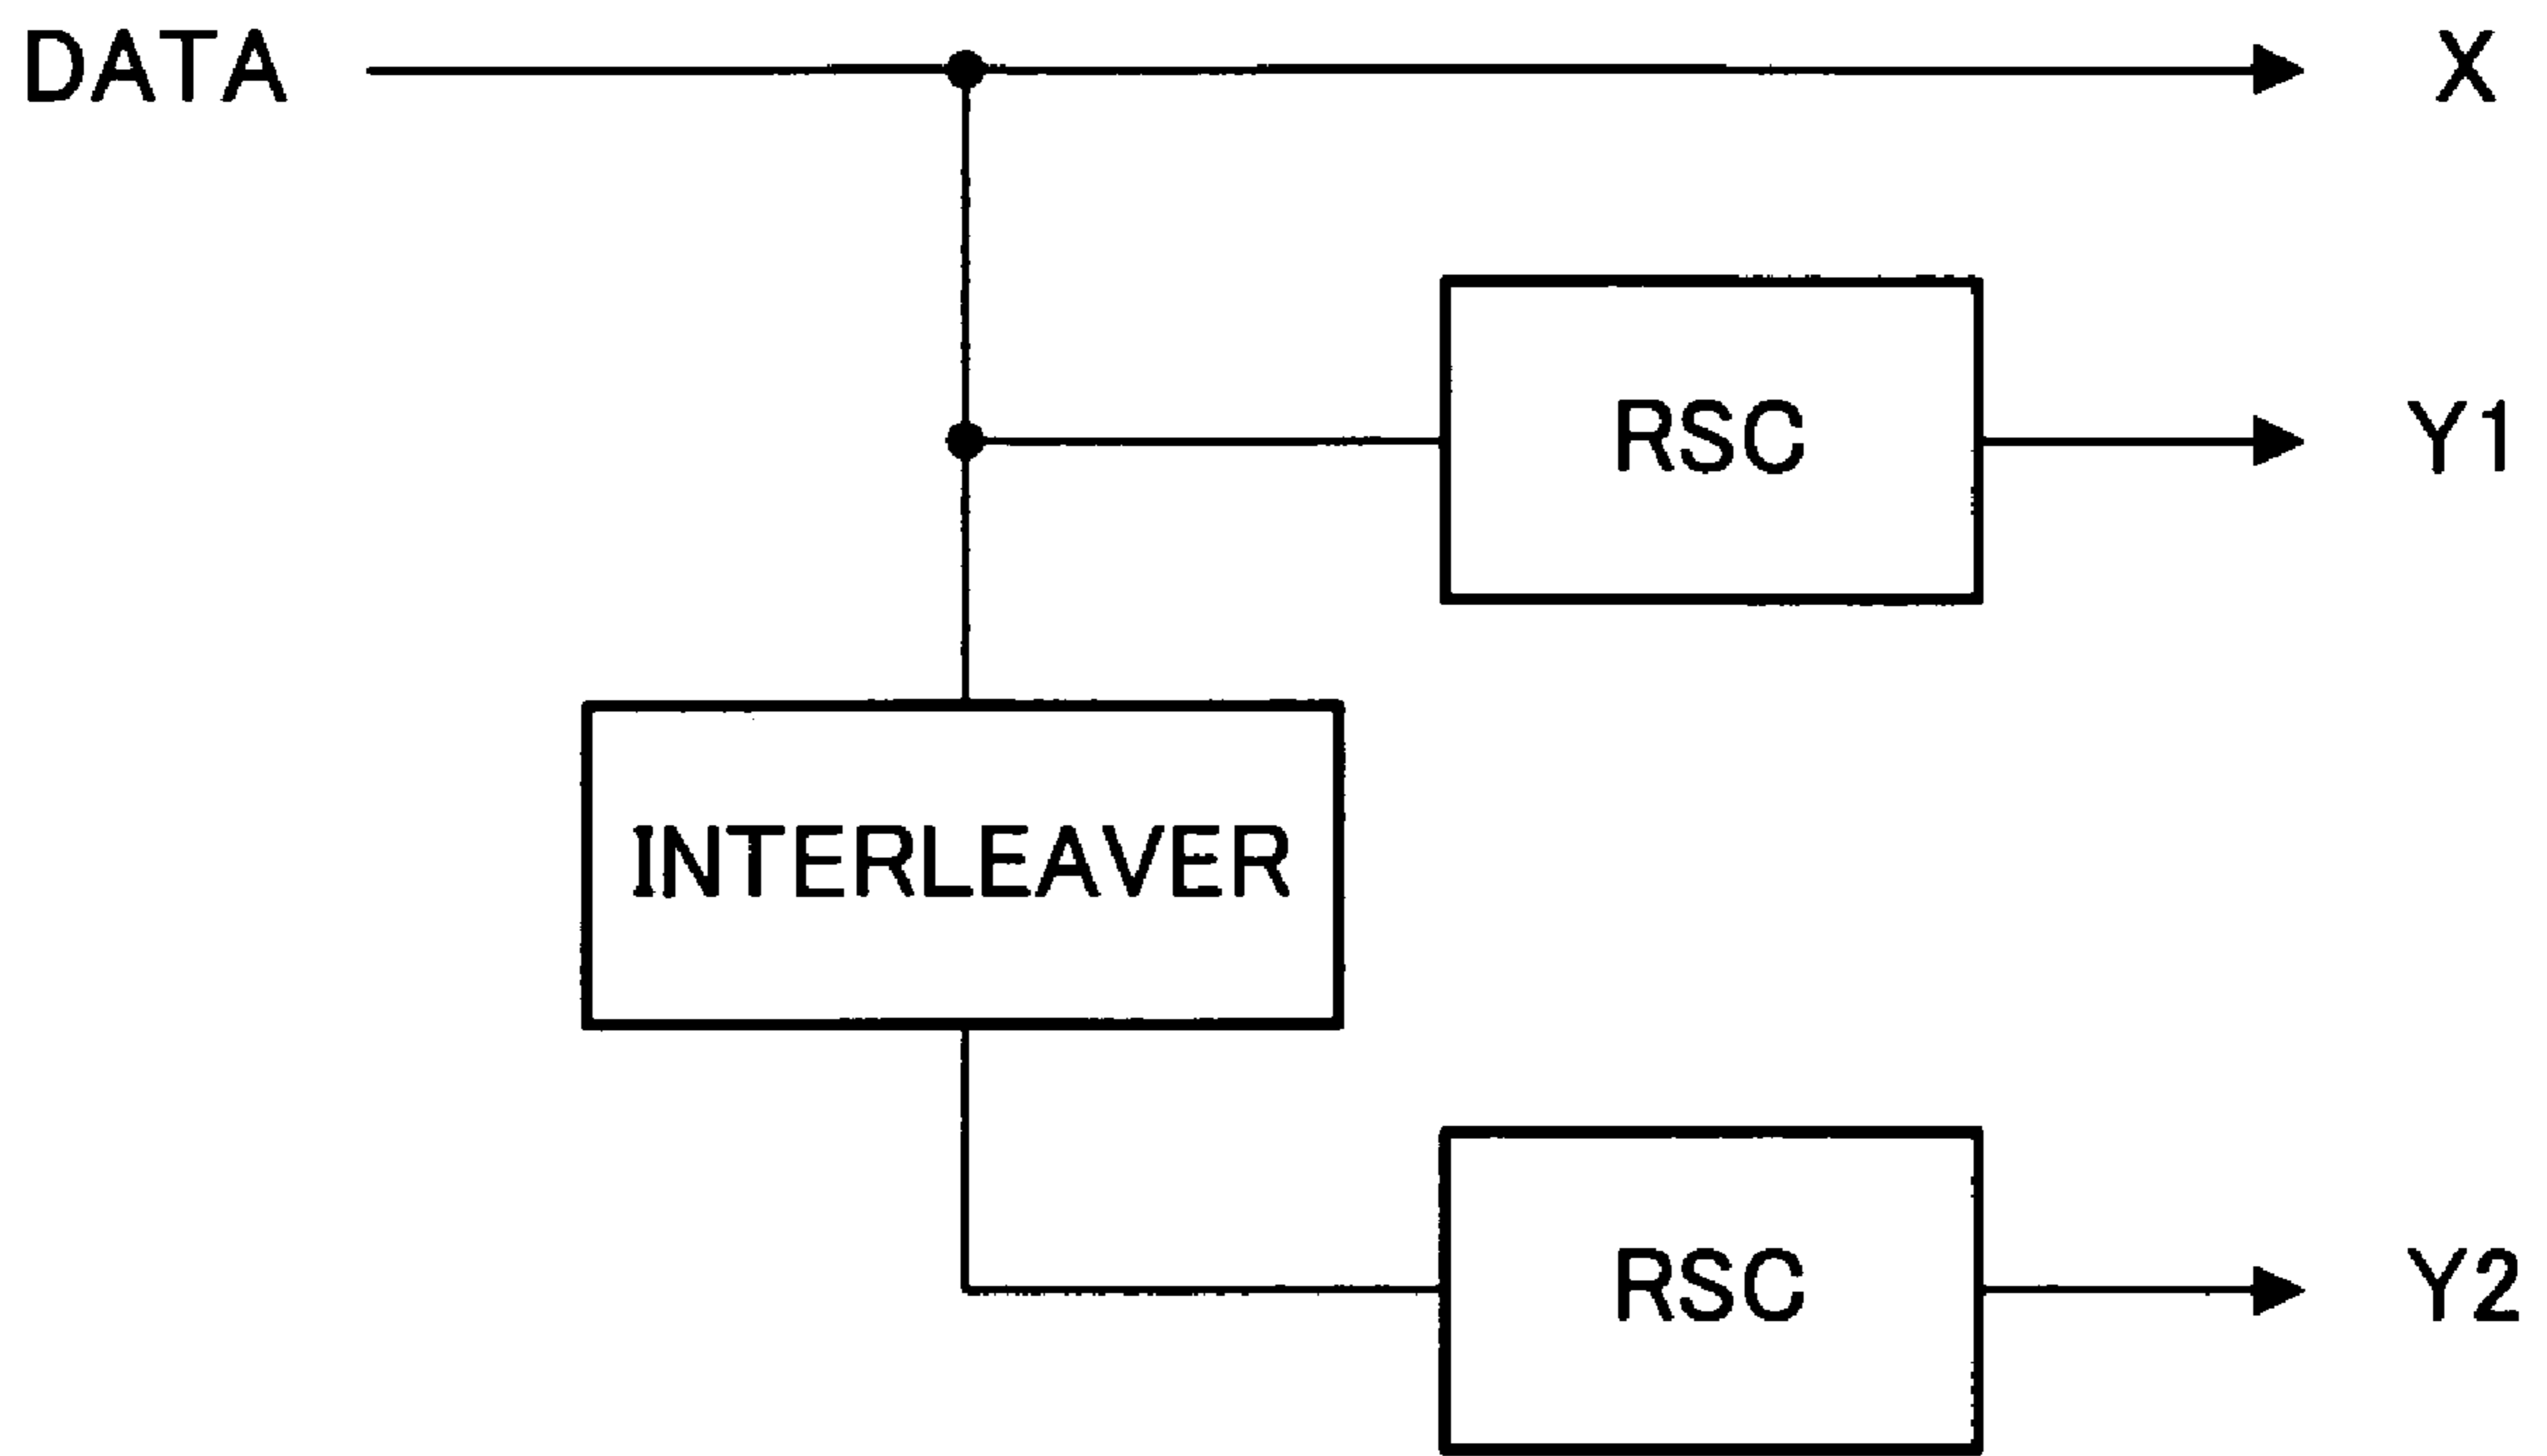 DATA
X
RSC
Y1
INTERLEAVER
RSC
Y2